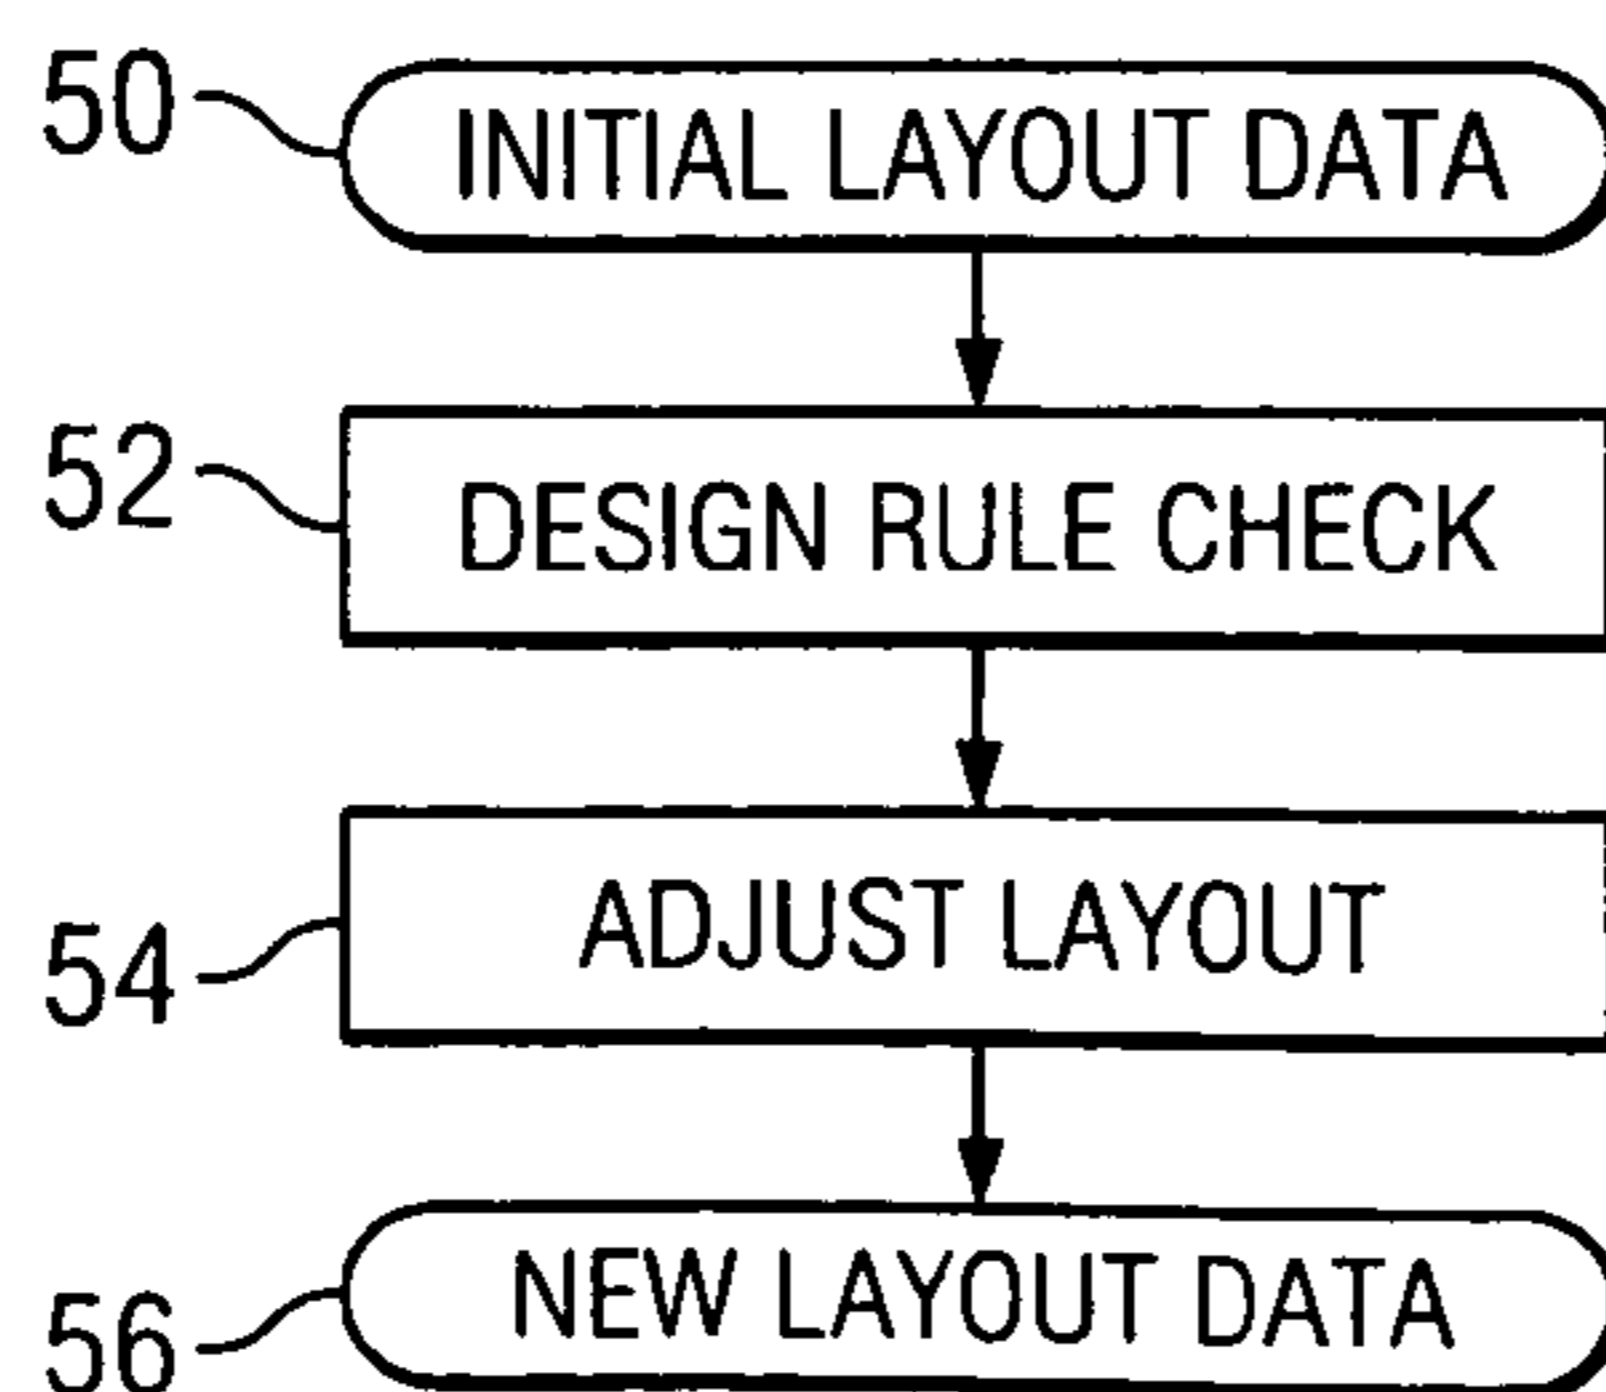 50 INITIAL LAYOUT DATA
52 DESIGN RULE CHECK
54 ADJUST LAYOUT
56 NEW LAYOUT DATA